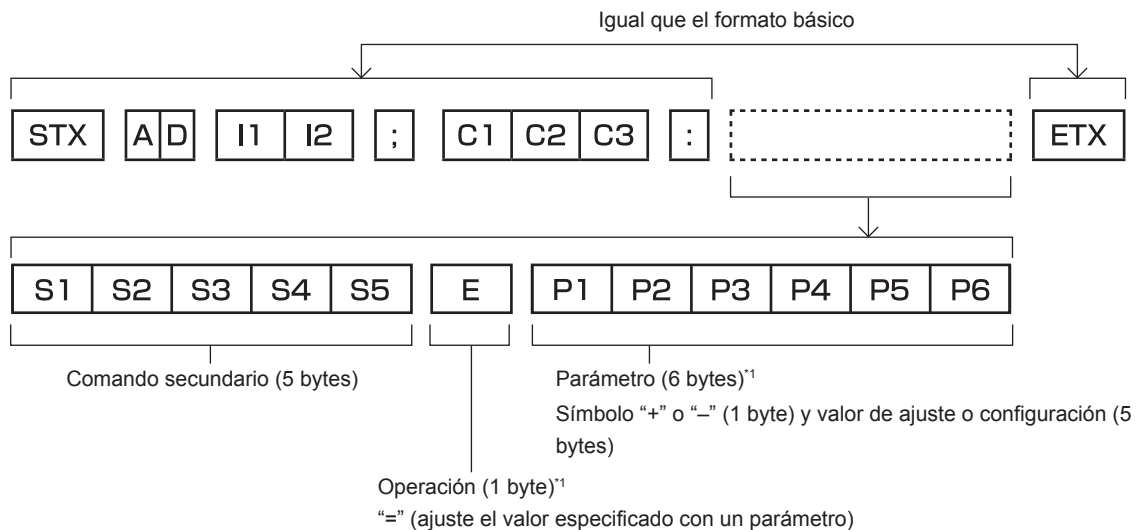 Igual que el formato básico
STX AD I1 I2 ; C1 C2 C3 : ETX
S1 S2 S3 S4 S5 E P1 P2 P3 P4 P5 P6
Comando secundario (5 bytes)
Parámetro (6 bytes)*1
Símbolo “+” o “–” (1 byte) y valor de ajuste o configuración (5
bytes)
Operación (1 byte)*1
“=” (ajuste el valor especificado con un parámetro)